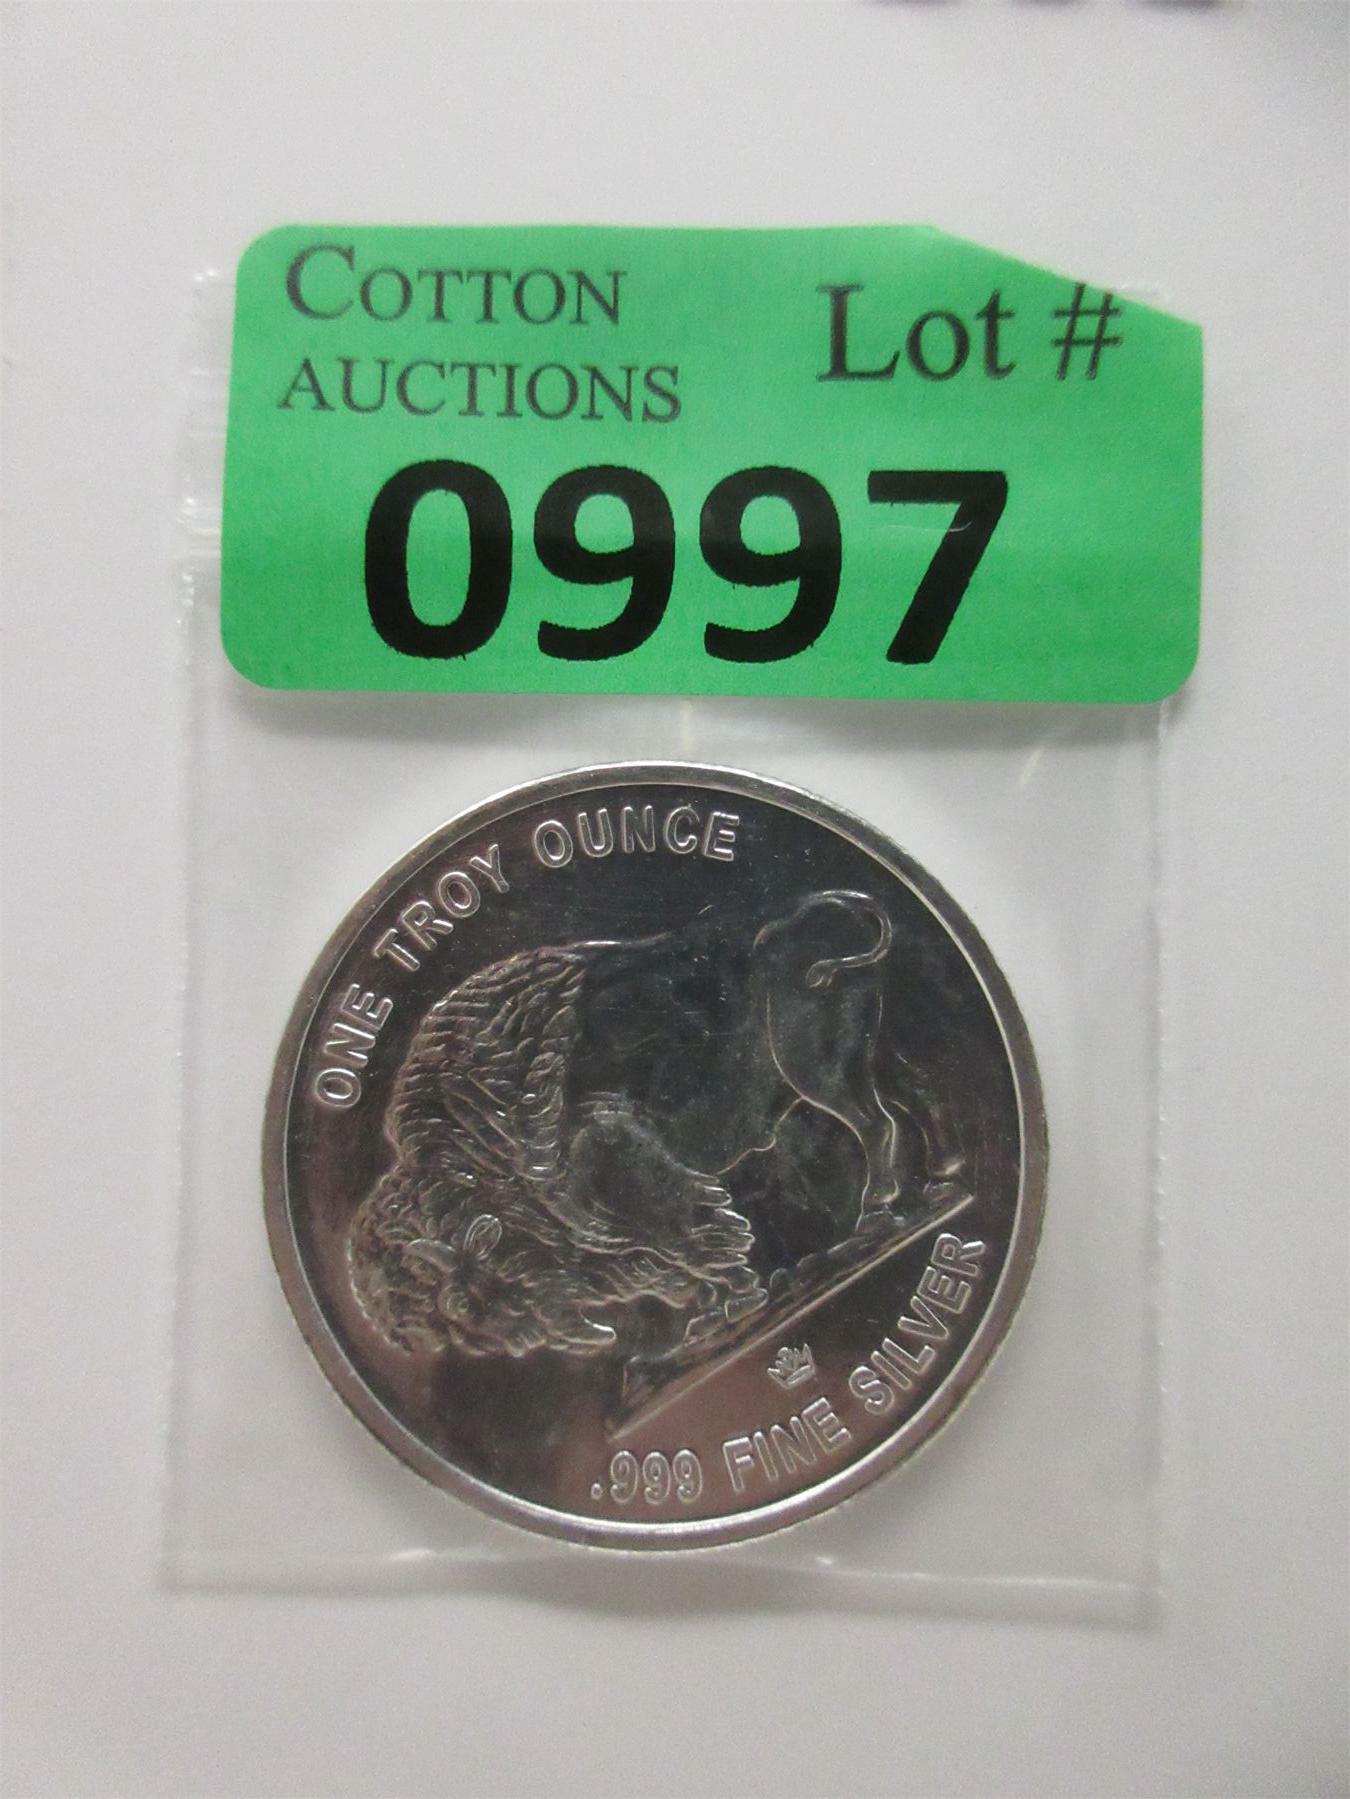 COTTON
AUCTIONS
Lot #
0997
ONE TROY OUNCE
.999 FINE SILVER